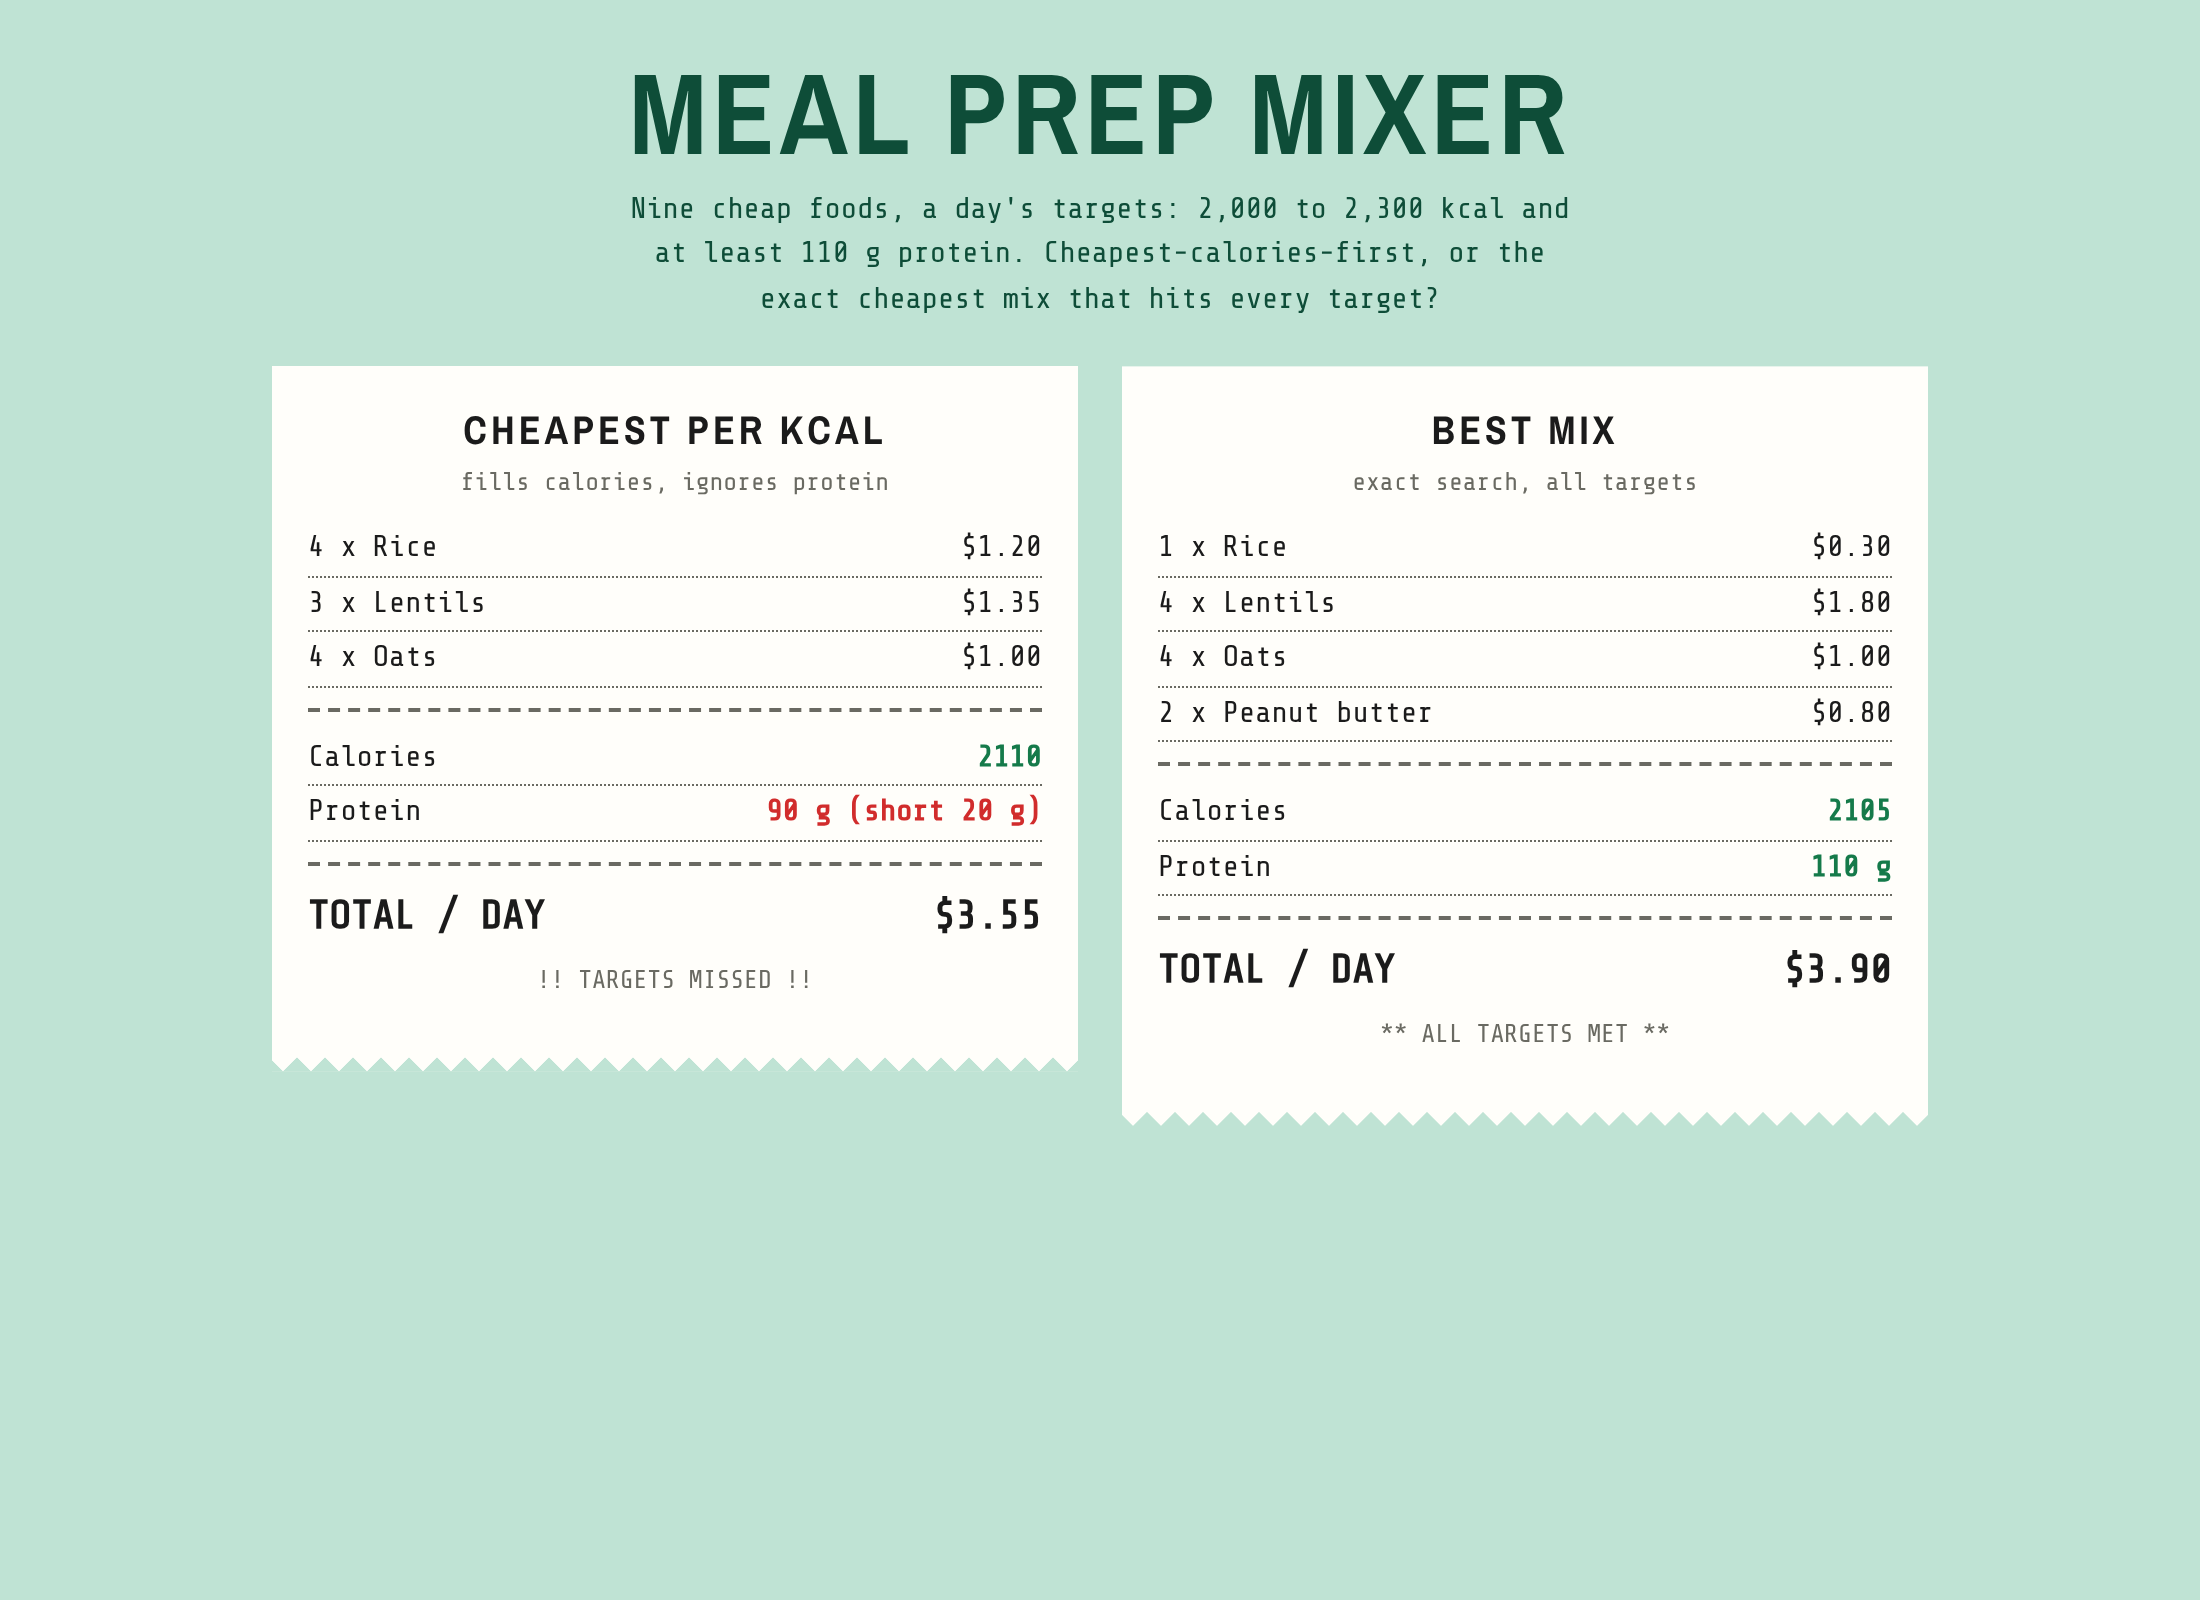 MEAL PREP MIXER
Nine cheap foods, a day's targets: 2,000 to 2,300 kcal and
at least 110 g protein. Cheapest-calories-first, or the
exact cheapest mix that hits every target?
CHEAPEST PER KCAL
fills calories, ignores protein
4 x Rice $1.20
3 x Lentils $1.35
4 x Oats $1.00
Calories 2110
Protein 90 g (short 20 g)
TOTAL / DAY $3.55
!! TARGETS MISSED !!
BEST MIX
exact search, all targets
1 x Rice $0.30
4 x Lentils $1.80
4 x Oats $1.00
2 x Peanut butter $0.80
Calories 2105
Protein 110 g
TOTAL / DAY $3.90
** ALL TARGETS MET **